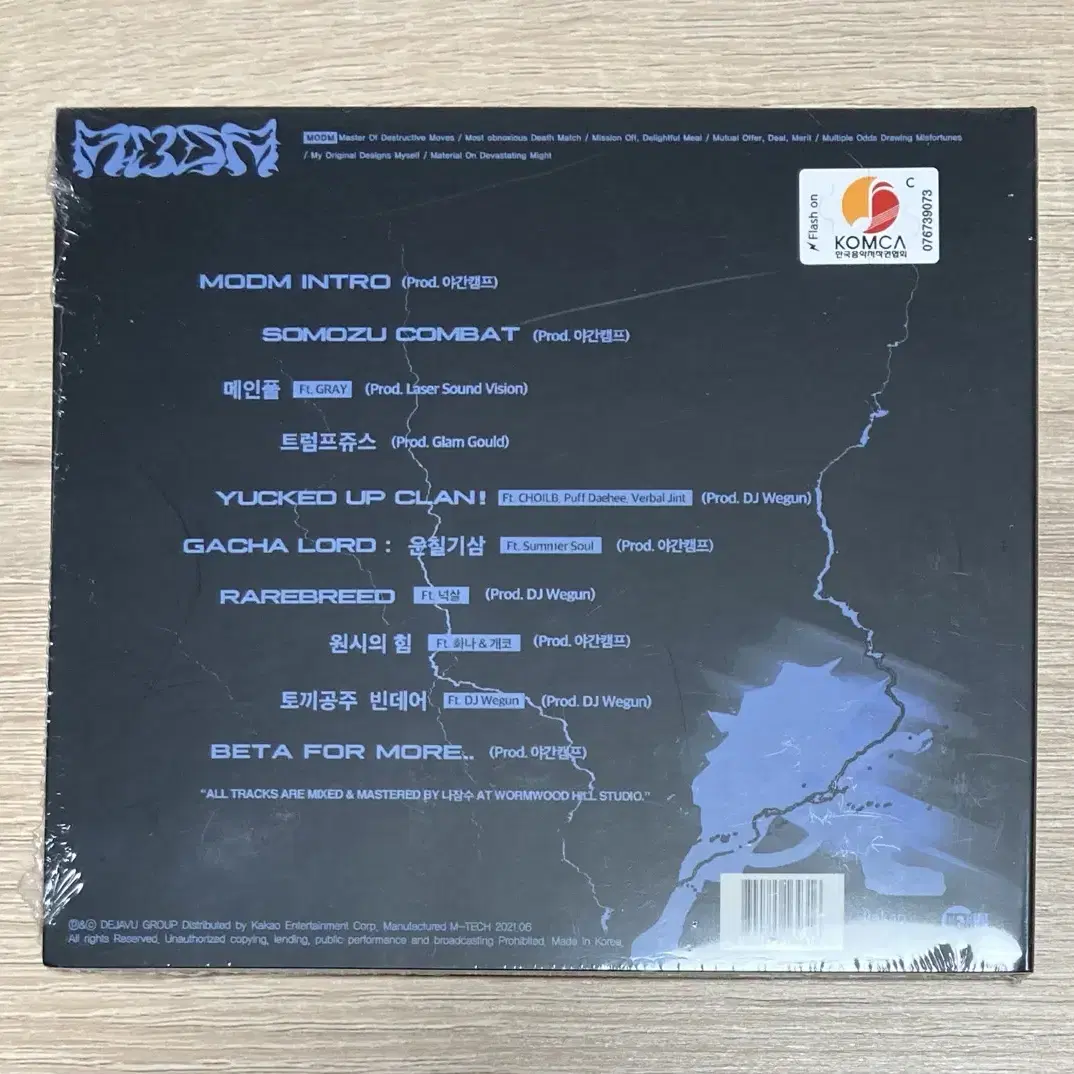 MODM
MODM Master Of Destructive Moves / Most obnoxious Death Match / Mission Off, Delightful Meal / Mutual Offer, Deal, Merit / Multiple Odds Drawing Misfortunes
/ My Original Designs Myself / Material On Devastating Might
Flash on
KOMCA
한국음악저작권협회
C
076739073
MODM INTRO (Prod. 야간캠프)
SOMOZU COMBAT (Prod. 야간캠프)
메인풀 Ft. GRAY (Prod. Laser Sound Vision)
트럼프쥬스 (Prod. Glam Gould)
YUCKED UP CLAN! Ft. CHOILB, Puff Daehee, Verbal Jint (Prod. DJ Wegun)
GACHA LORD : 운칠기삼 Ft. Summer Soul (Prod. 야간캠프)
RAREBREED Ft. 넉살 (Prod. DJ Wegun)
원시의 힘 Ft. 화나 & 개코 (Prod. 야간캠프)
토끼공주 빈데어 Ft. DJ Wegun (Prod. DJ Wegun)
BETA FOR MORE.. (Prod. 야간캠프)
"ALL TRACKS ARE MIXED & MASTERED BY 나잠수 AT WORMWOOD HILL STUDIO."
Ⓟ&ⓒ DEJAVU GROUP Distributed by Kakao Entertainment Corp, Manufactured M-TECH 2021.06
All rights Reserved, Unauthorized copying, lending, public performance and broadcasting Prohibited, Made in Korea